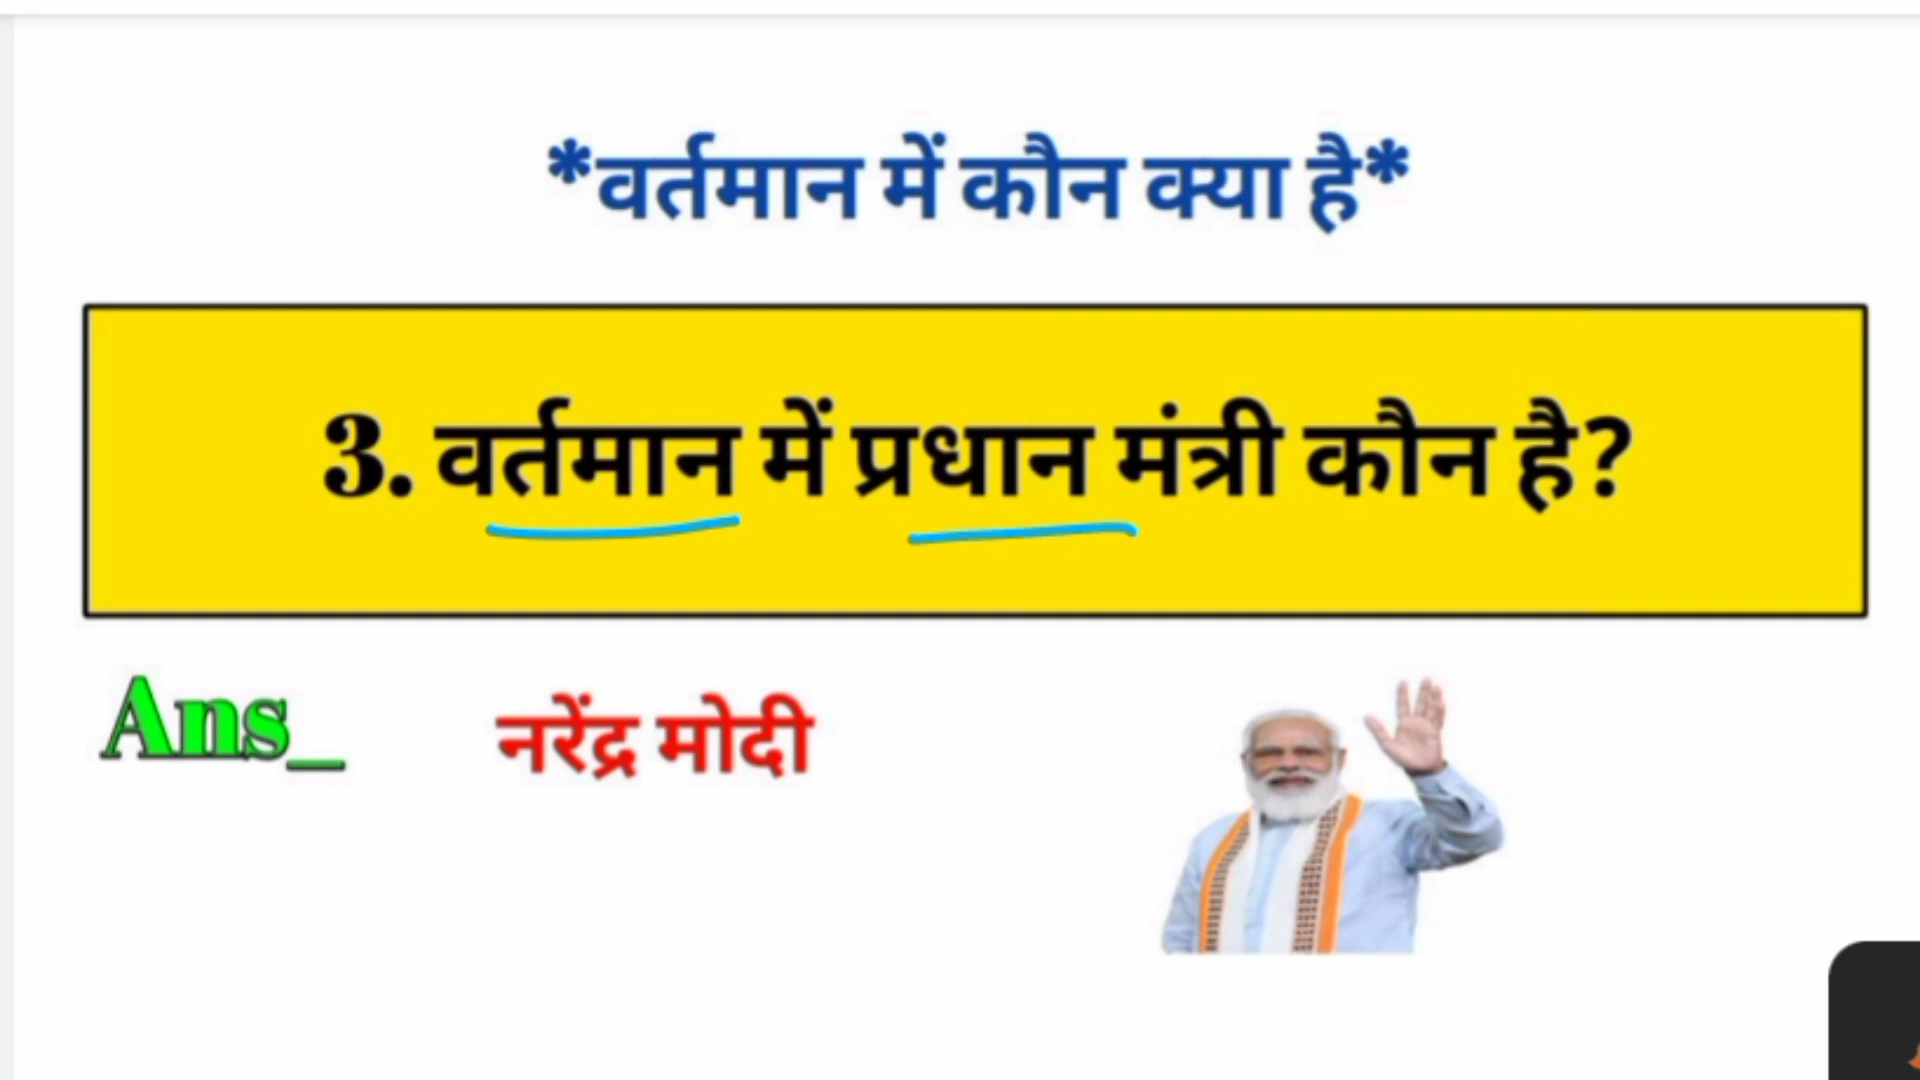 *वर्तमान में कौन क्या है*
3. वर्तमान में प्रधान मंत्री कौन है?
Ans_ नरेंद्र मोदी